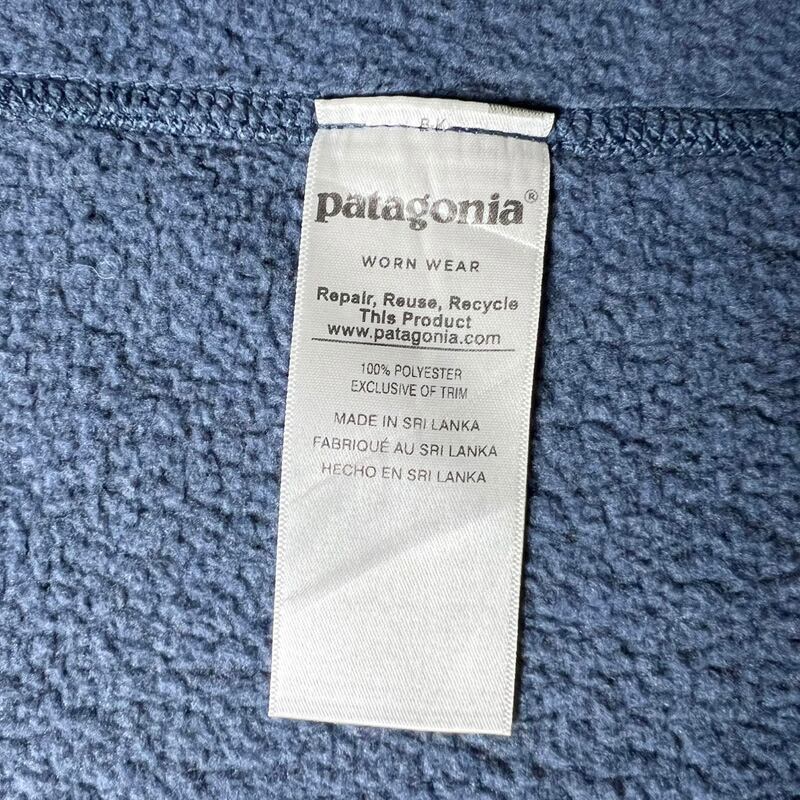 patagonia®
WORN WEAR
Repair, Reuse, Recycle
This Product
www.patagonia.com
100% POLYESTER
EXCLUSIVE OF TRIM
MADE IN SRI LANKA
FABRIQUÉ AU SRI LANKA
HECHO EN SRI LANKA